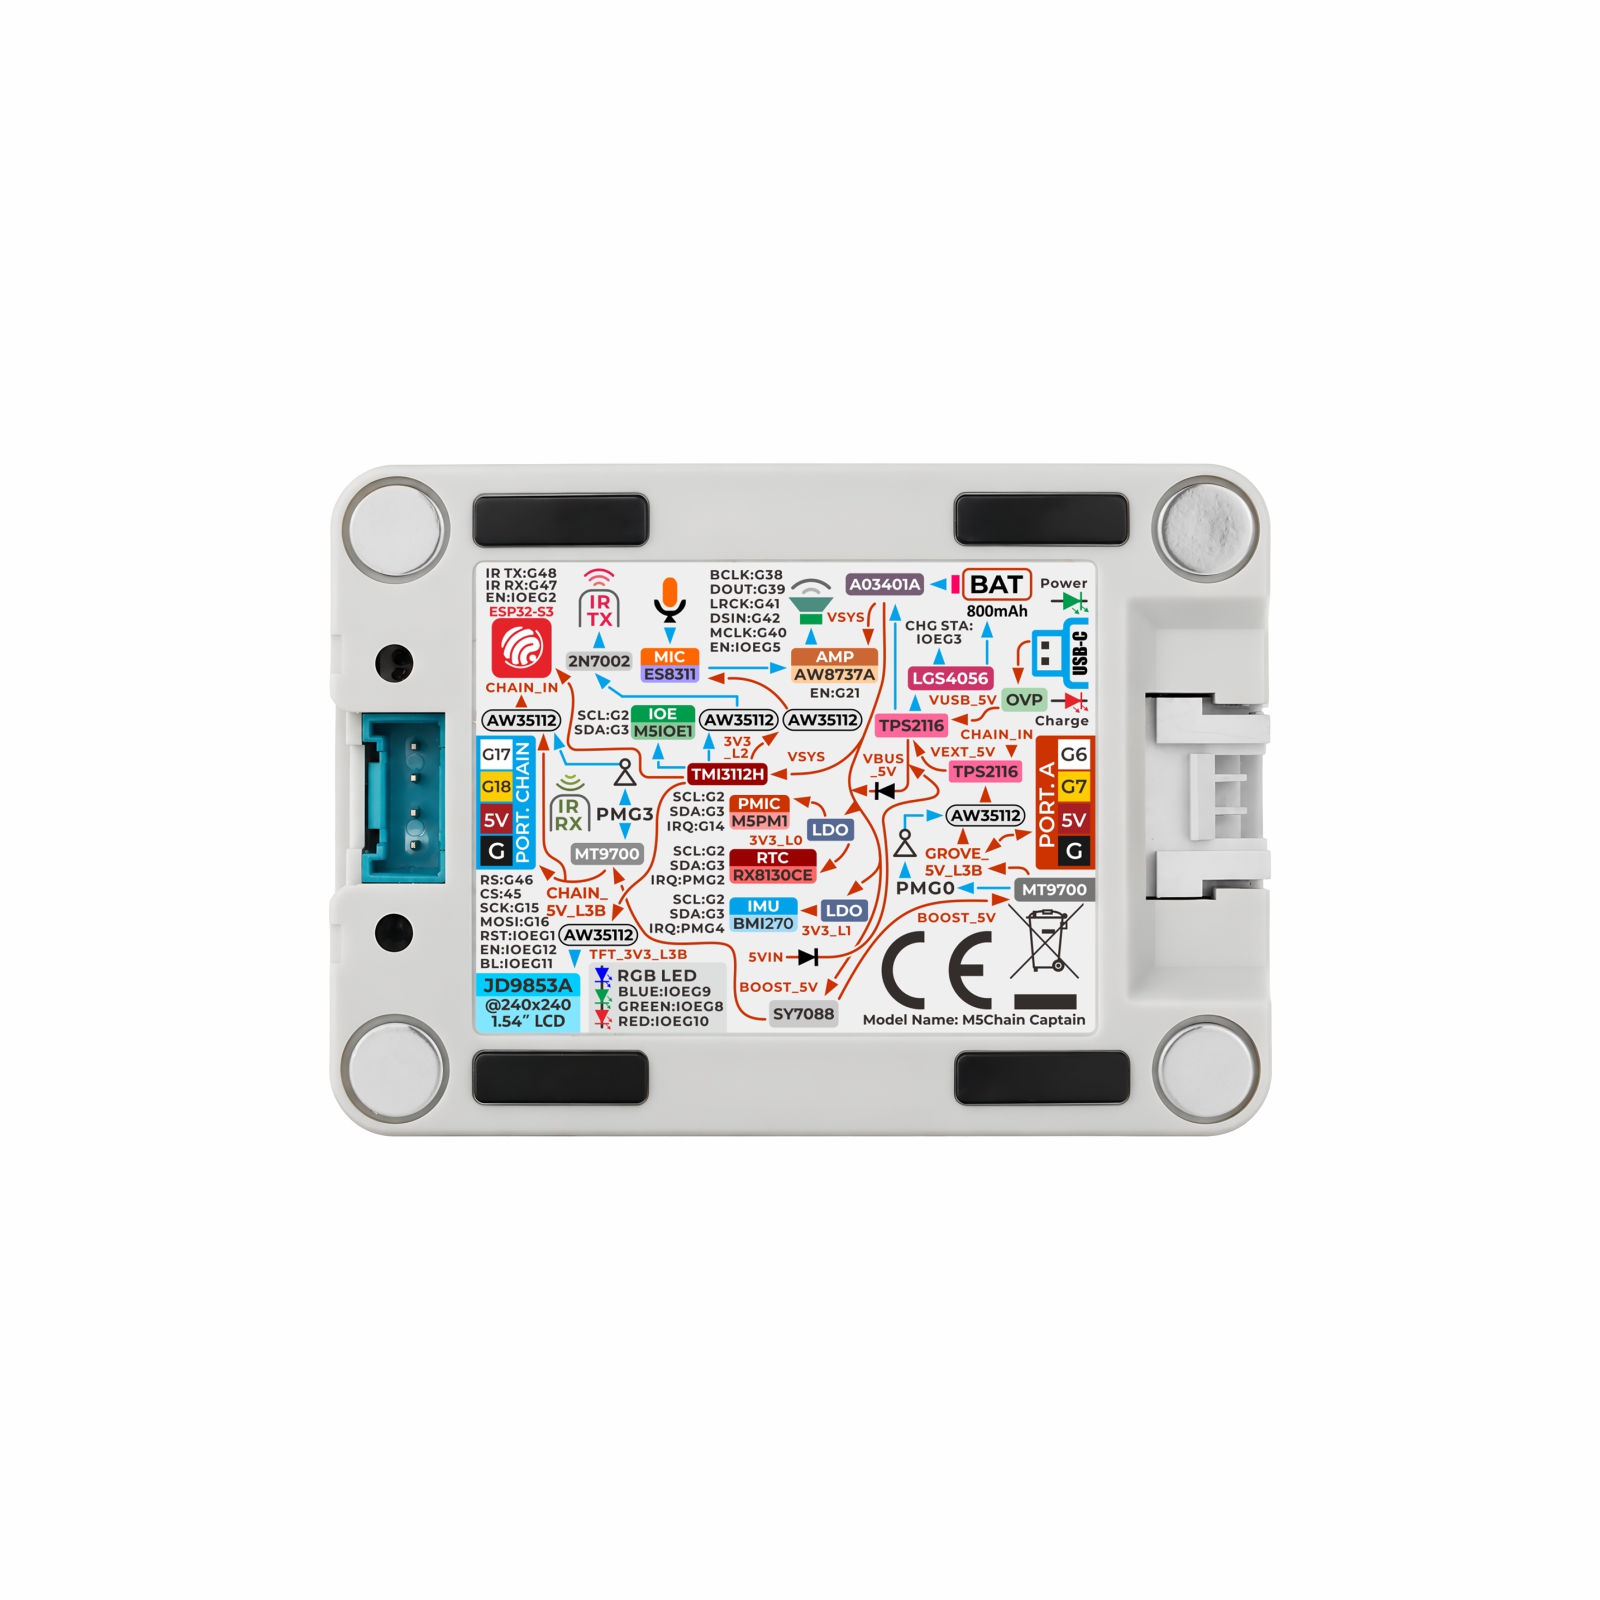 IR TX:G48
IR RX:G47
EN:IOEG2
ESP32-S3
IR
TX
2N7002
MIC
ES8311
BCLK:G38
DOUT:G39
LRCK:G41
DSIN:G42
MCLK:G40
EN:IOEG5
VSYS
AMP
AW8737A
EN:G21
A03401A
BAT
800mAh
Power
CHG STA:
IOEG3
LGS4056
USB-C
VUSB_5V
OVP
Charge
CHAIN_IN
AW35112
SCL:G2
SDA:G3
IOE
M5IOE1
AW35112
AW35112
TPS2116
CHAIN_IN
3V3
_L2
VSYS
VBUS
_5V
VEXT_5V
TPS2116
TMI3112H
G17
G18
5V
G
PORT. CHAIN
IR
RX
PMG3
MT9700
SCL:G2
SDA:G3
IRQ:G14
PMIC
M5PM1
3V3_L0
LDO
SCL:G2
SDA:G3
IRQ:PMG2
RTC
RX8130CE
SCL:G2
SDA:G3
IRQ:PMG4
IMU
BMI270
LDO
3V3_L1
AW35112
GROVE_
5V_L3B
PORT. A
G6
G7
5V
G
PMG0
MT9700
BOOST_5V
RS:G46
CS:45
SCK:G15
MOSI:G16
RST:IOEG1
EN:IOEG12
BL:IOEG11
CHAIN_
5V_L3B
AW35112
TFT_3V3_L3B
JD9853A
@240x240
1.54” LCD
RGB LED
BLUE:IOEG9
GREEN:IOEG8
RED:IOEG10
5VIN
BOOST_5V
SY7088
CE
Model Name: M5Chain Captain